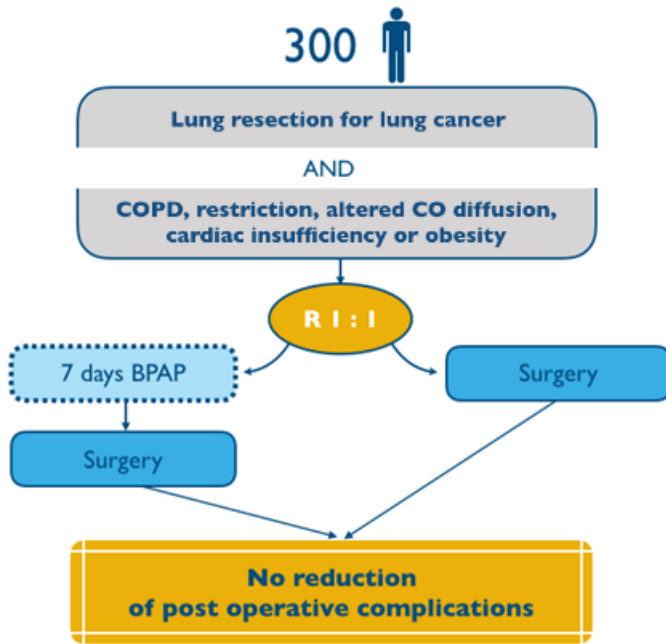 300
Lung resection for lung cancer
AND
COPD, restriction, altered CO diffusion,
cardiac insufficiency or obesity
R 1 : 1
7 days BPAP
Surgery
Surgery
No reduction
of post operative complications